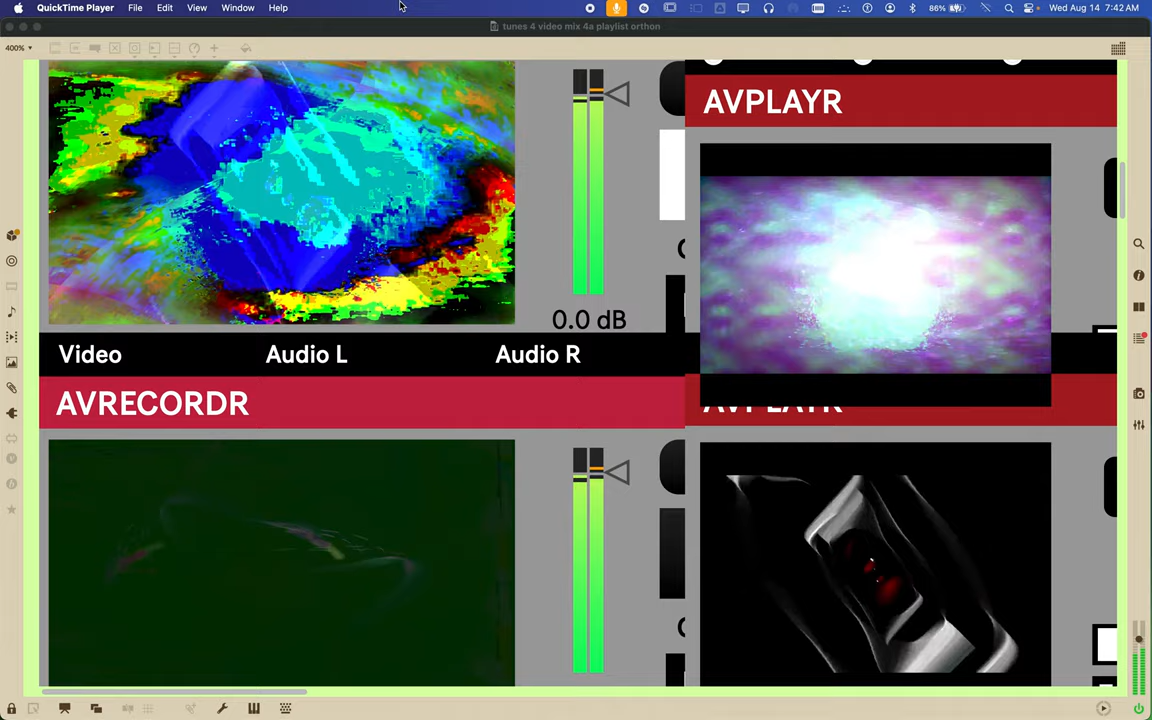 QuickTime Player File Edit View Window Help 86% Wed Aug 14 7:42 AM
tunes 4 video mix 4a playlist orthon
400%
AVPLAYR
0.0 dB
Video Audio L Audio R
AVRECORDR
AVPLAYR